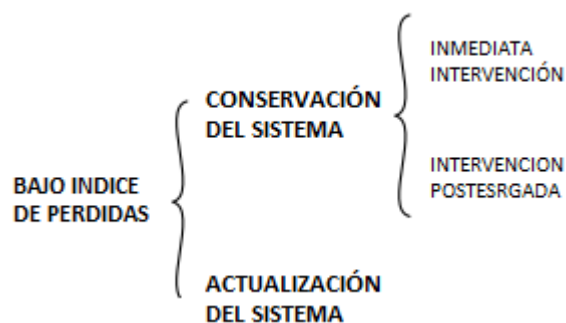 BAJO INDICE
DE PERDIDAS
CONSERVACIÓN
DEL SISTEMA
INMEDIATA
INTERVENCIÓN
INTERVENCION
POSTESRGADA
ACTUALIZACIÓN
DEL SISTEMA